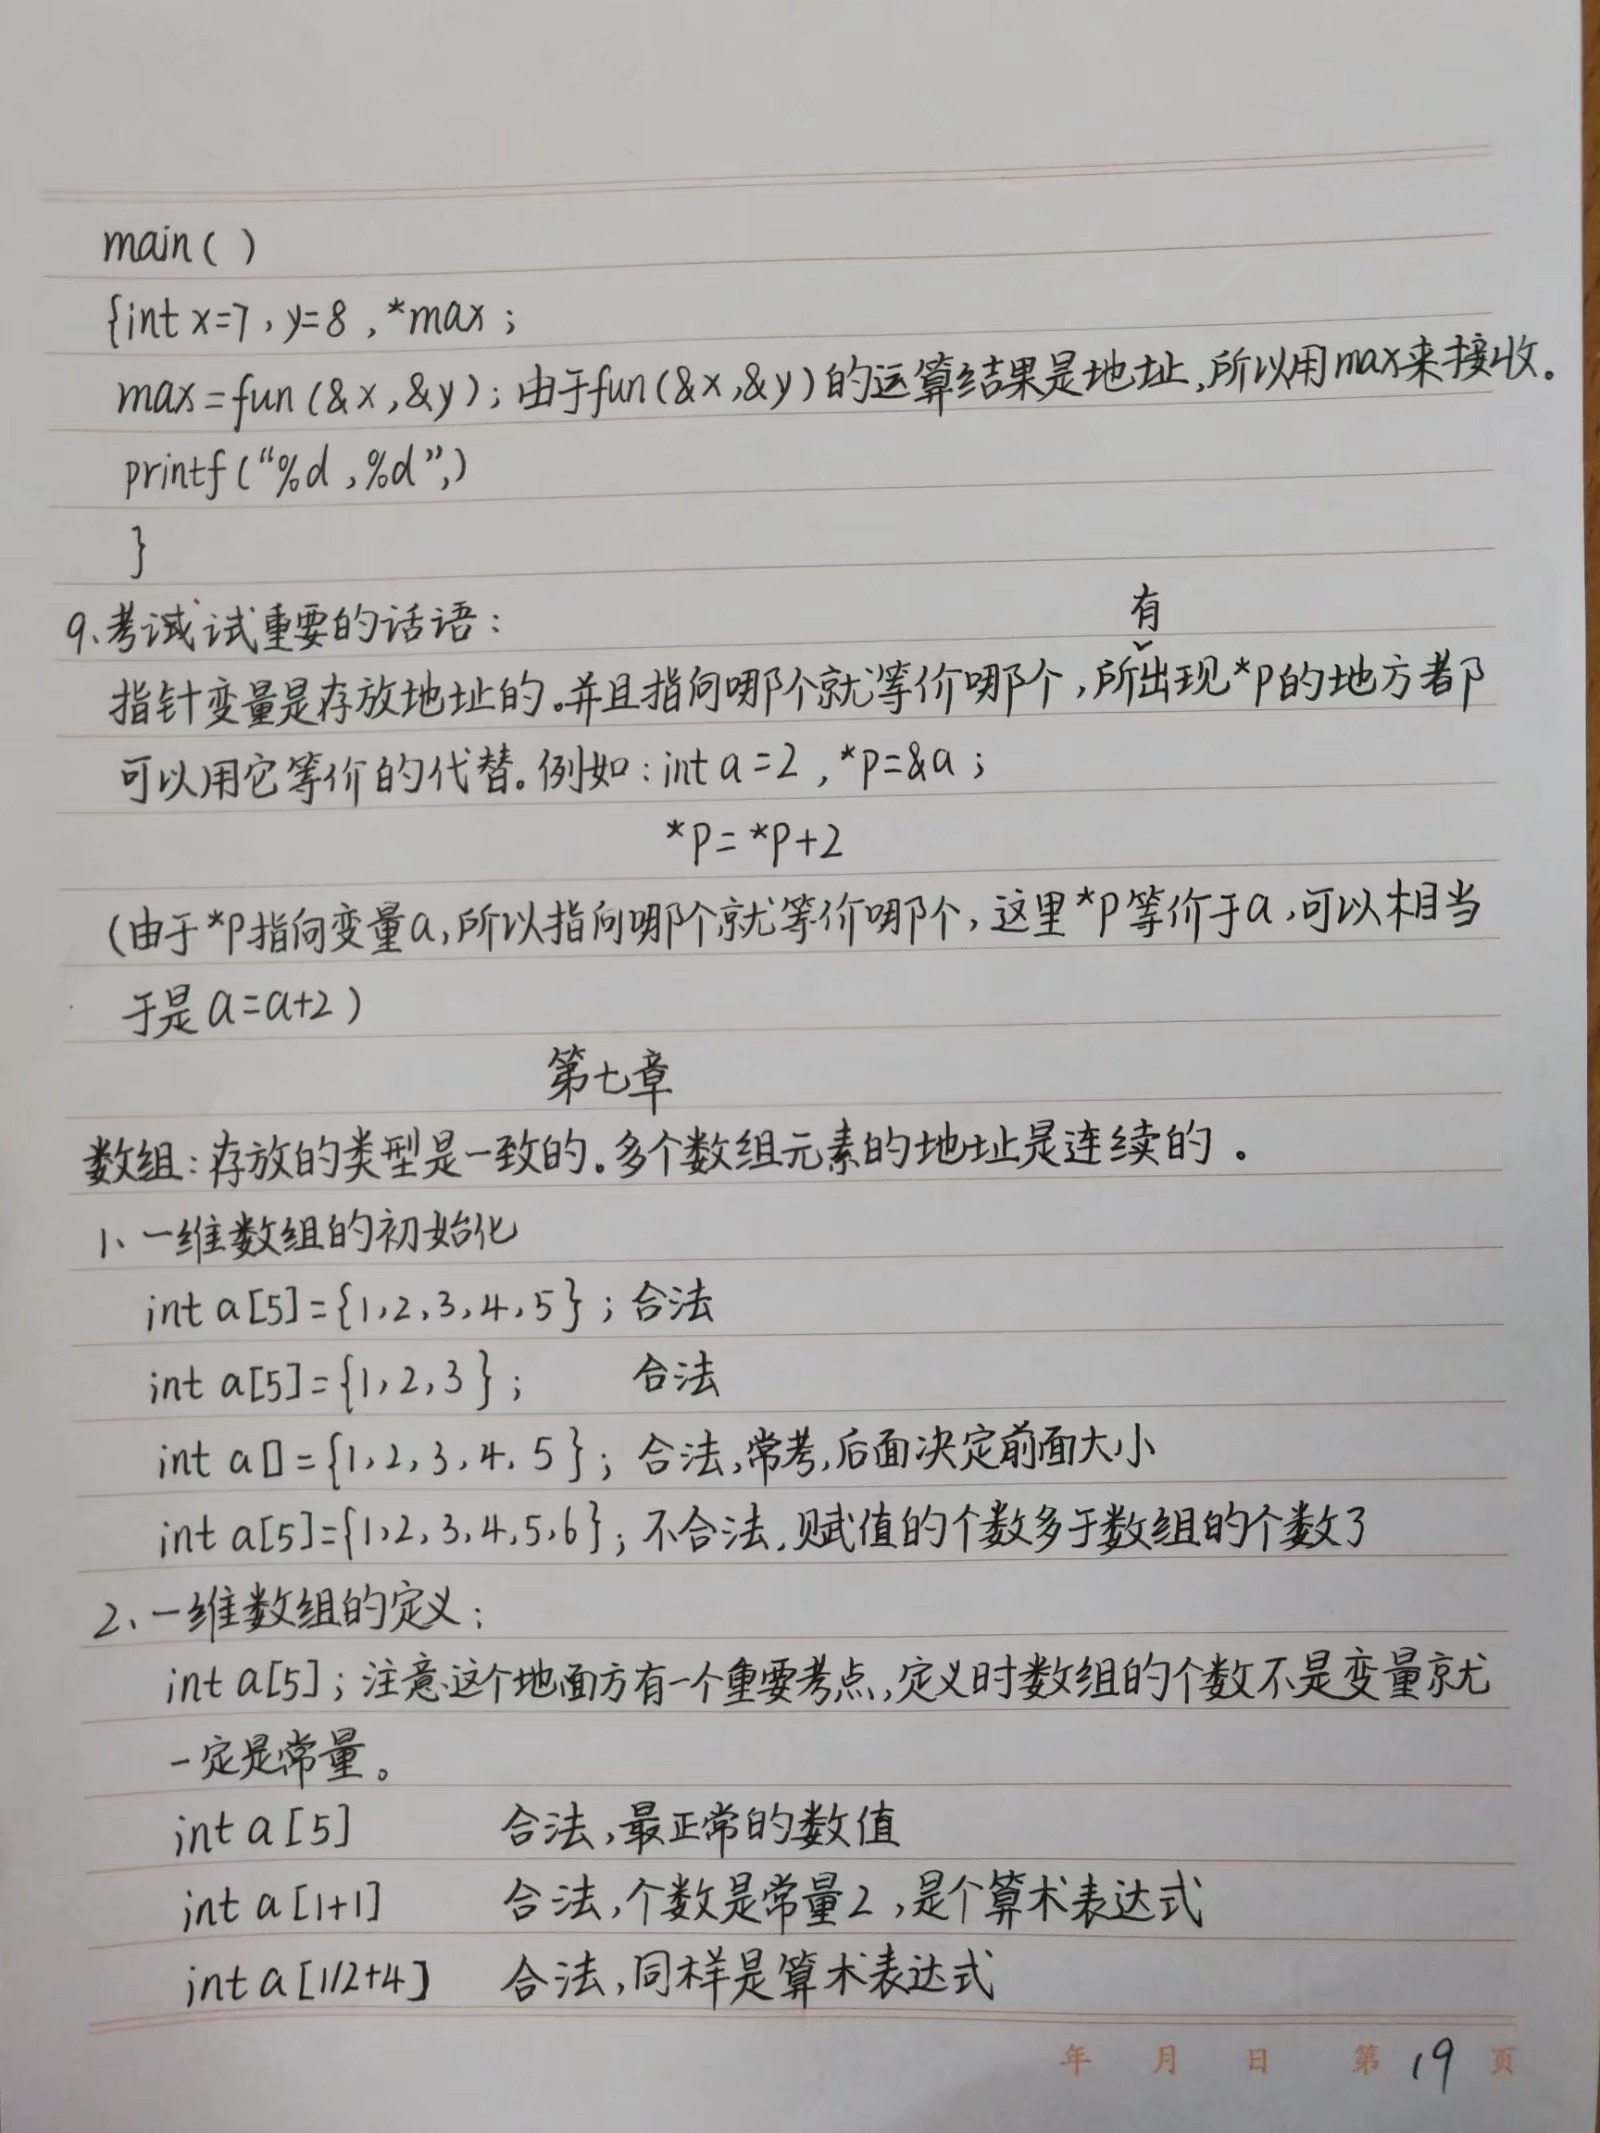 main( )
{int x=7, y=8, *max;
max=fun(&x,&y); 由于fun(&x,&y)的运算结果是地址,所以用max来接收。
printf("%d,%d",)
}
9、考试试重要的话语:
指针变量是存放地址的。并且指向哪个就等价哪个,所有出现*p的地方都
可以用它等价的代替。例如:int a=2, *p=&a;
*p=*p+2
(由于*p指向变量a,所以指向哪个就等价哪个,这里*p等价于a,可以相当
于是a=a+2)
第七章
数组:存放的类型是一致的。多个数组元素的地址是连续的。
1、一维数组的初始化
int a[5]={1,2,3,4,5}; 合法
int a[5]={1,2,3}; 合法
int a[]={1,2,3,4,5}; 合法,常考,后面决定前面大小
int a[5]={1,2,3,4,5,6}; 不合法,赋值的个数多于数组的个数了
2、一维数组的定义;
int a[5]; 注意这个地面方有一个重要考点,定义时数组的个数不是变量就
一定是常量。
int a[5] 合法,最正常的数值
int a[1+1] 合法,个数是常量2,是个算术表达式
int a[1/2+4] 合法,同样是算术表达式
年 月 日 第 19 页